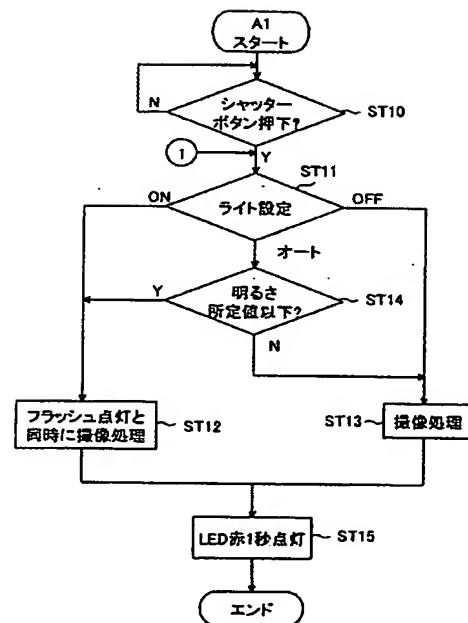 A1
スタート
N
シャッター
ボタン押下?
ST10
1
Y
ST11
ON
ライト設定
OFF
オート
Y
明るさ
所定値以下?
ST14
N
フラッシュ点灯と
同時に撮像処理
ST12
ST13
撮像処理
LED赤1秒点灯
ST15
エンド